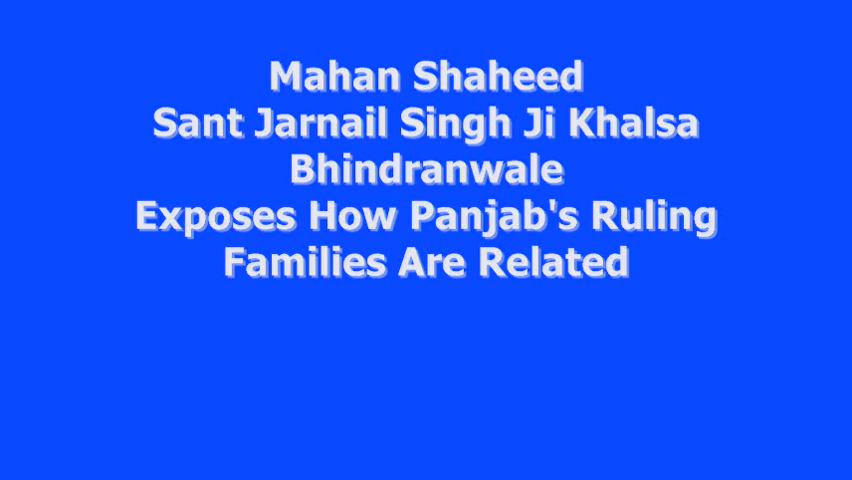 Mahan Shaheed
Sant Jarnail Singh Ji Khalsa
Bhindranwale
Exposes How Panjab's Ruling
Families Are Related